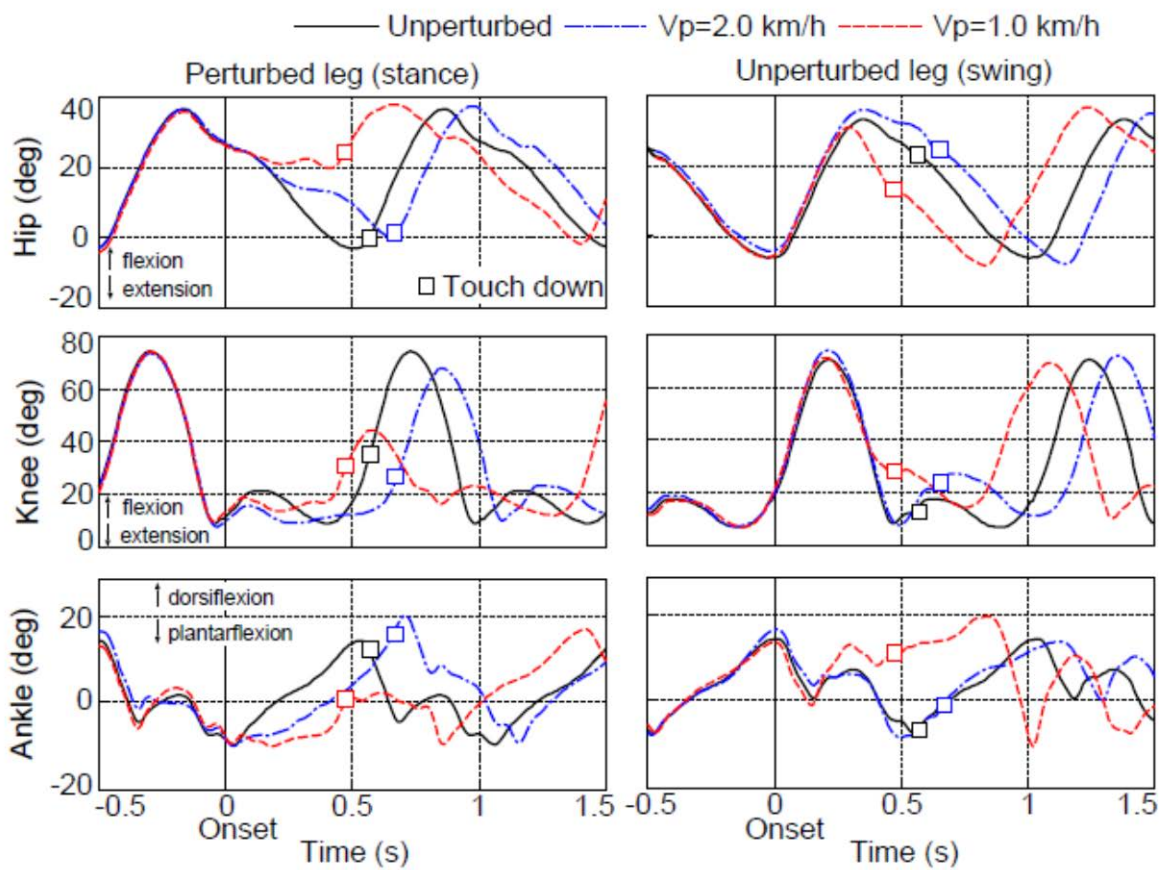 Unperturbed Vp=2.0 km/h Vp=1.0 km/h
Perturbed leg (stance) Unperturbed leg (swing)
Hip (deg)
40
20
0
-20
flexion
extension
Touch down
Knee (deg)
80
60
40
20
0
flexion
extension
Ankle (deg)
20
0
-20
dorsiflexion
plantarflexion
-0.5 0 0.5 1 1.5 -0.5 0 0.5 1 1.5
Onset Onset
Time (s) Time (s)